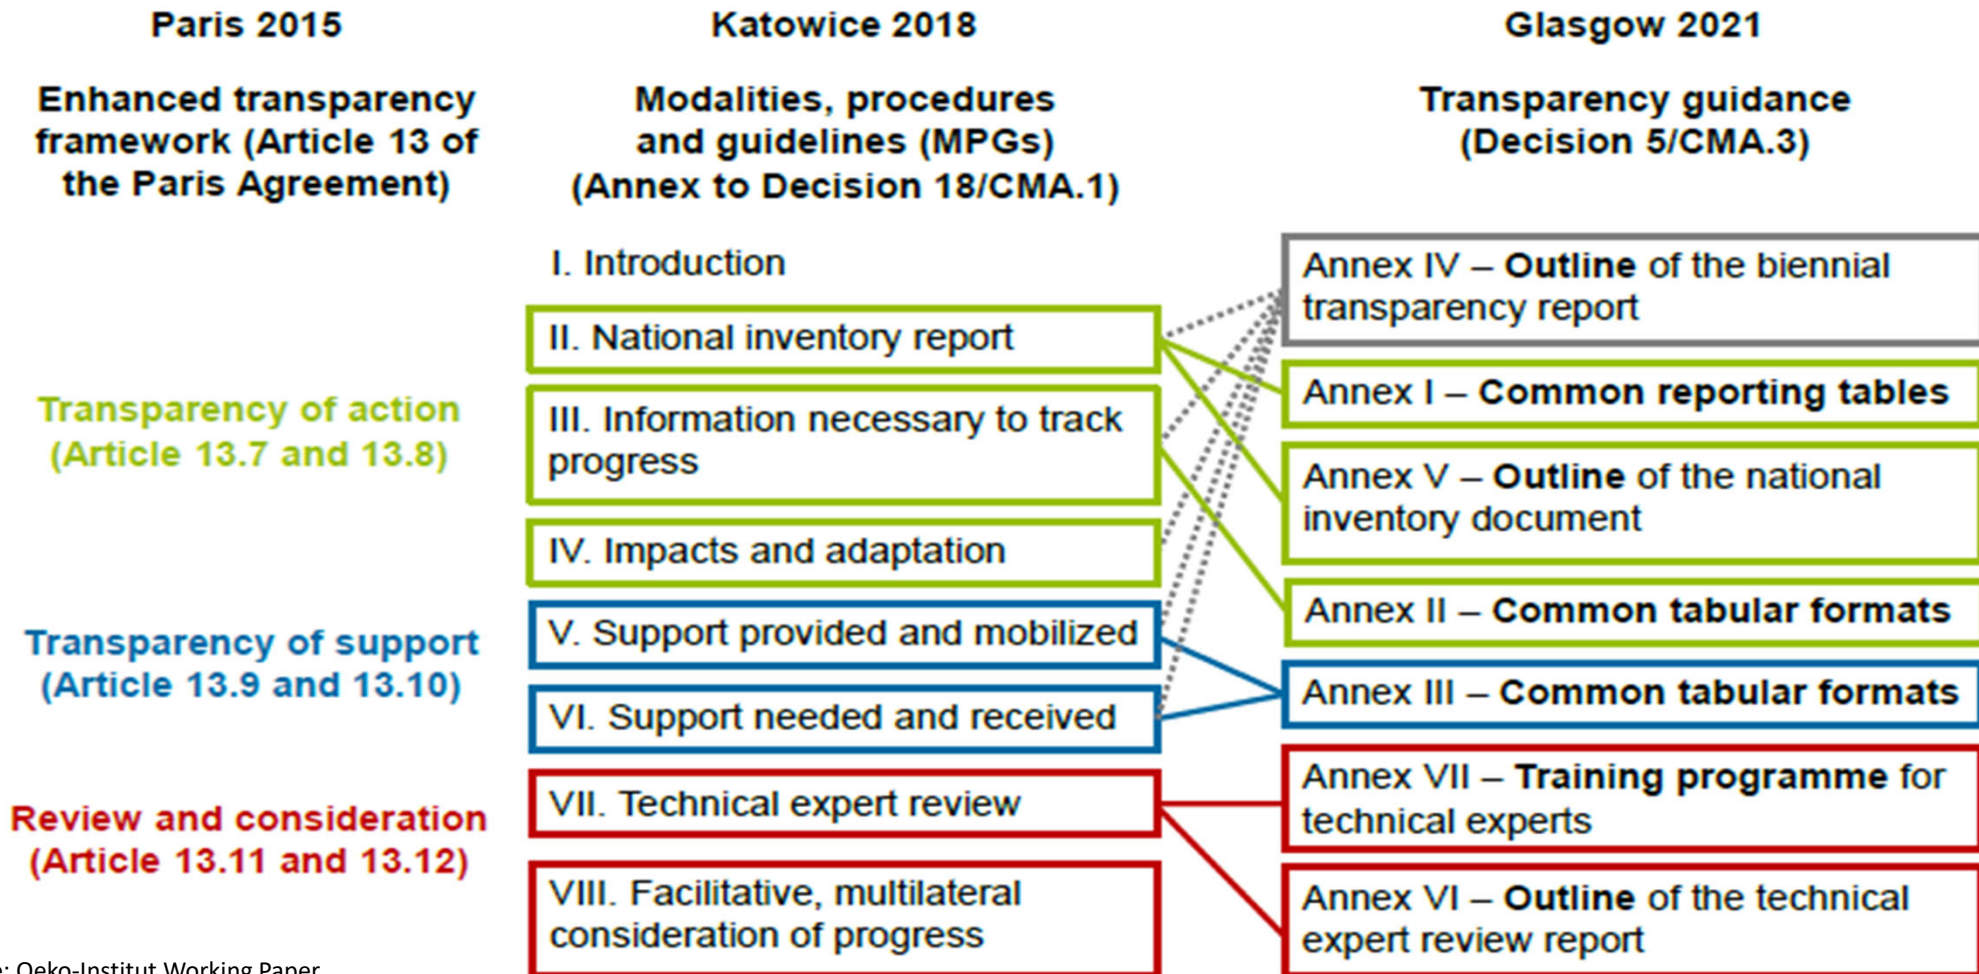 Paris 2015
Enhanced transparency
framework (Article 13 of
the Paris Agreement)
Transparency of action
(Article 13.7 and 13.8)
Transparency of support
(Article 13.9 and 13.10)
Review and consideration
(Article 13.11 and 13.12)
Katowice 2018
Modalities, procedures
and guidelines (MPGs)
(Annex to Decision 18/CMA.1)
I. Introduction
II. National inventory report
III. Information necessary to track
progress
IV. Impacts and adaptation
V. Support provided and mobilized
VI. Support needed and received
VII. Technical expert review
VIII. Facilitative, multilateral
consideration of progress
Glasgow 2021
Transparency guidance
(Decision 5/CMA.3)
Annex IV – Outline of the biennial
transparency report
Annex I – Common reporting tables
Annex V – Outline of the national
inventory document
Annex II – Common tabular formats
Annex III – Common tabular formats
Annex VII – Training programme for
technical experts
Annex VI – Outline of the technical
expert review report
: Oeko-Institut Working Paper